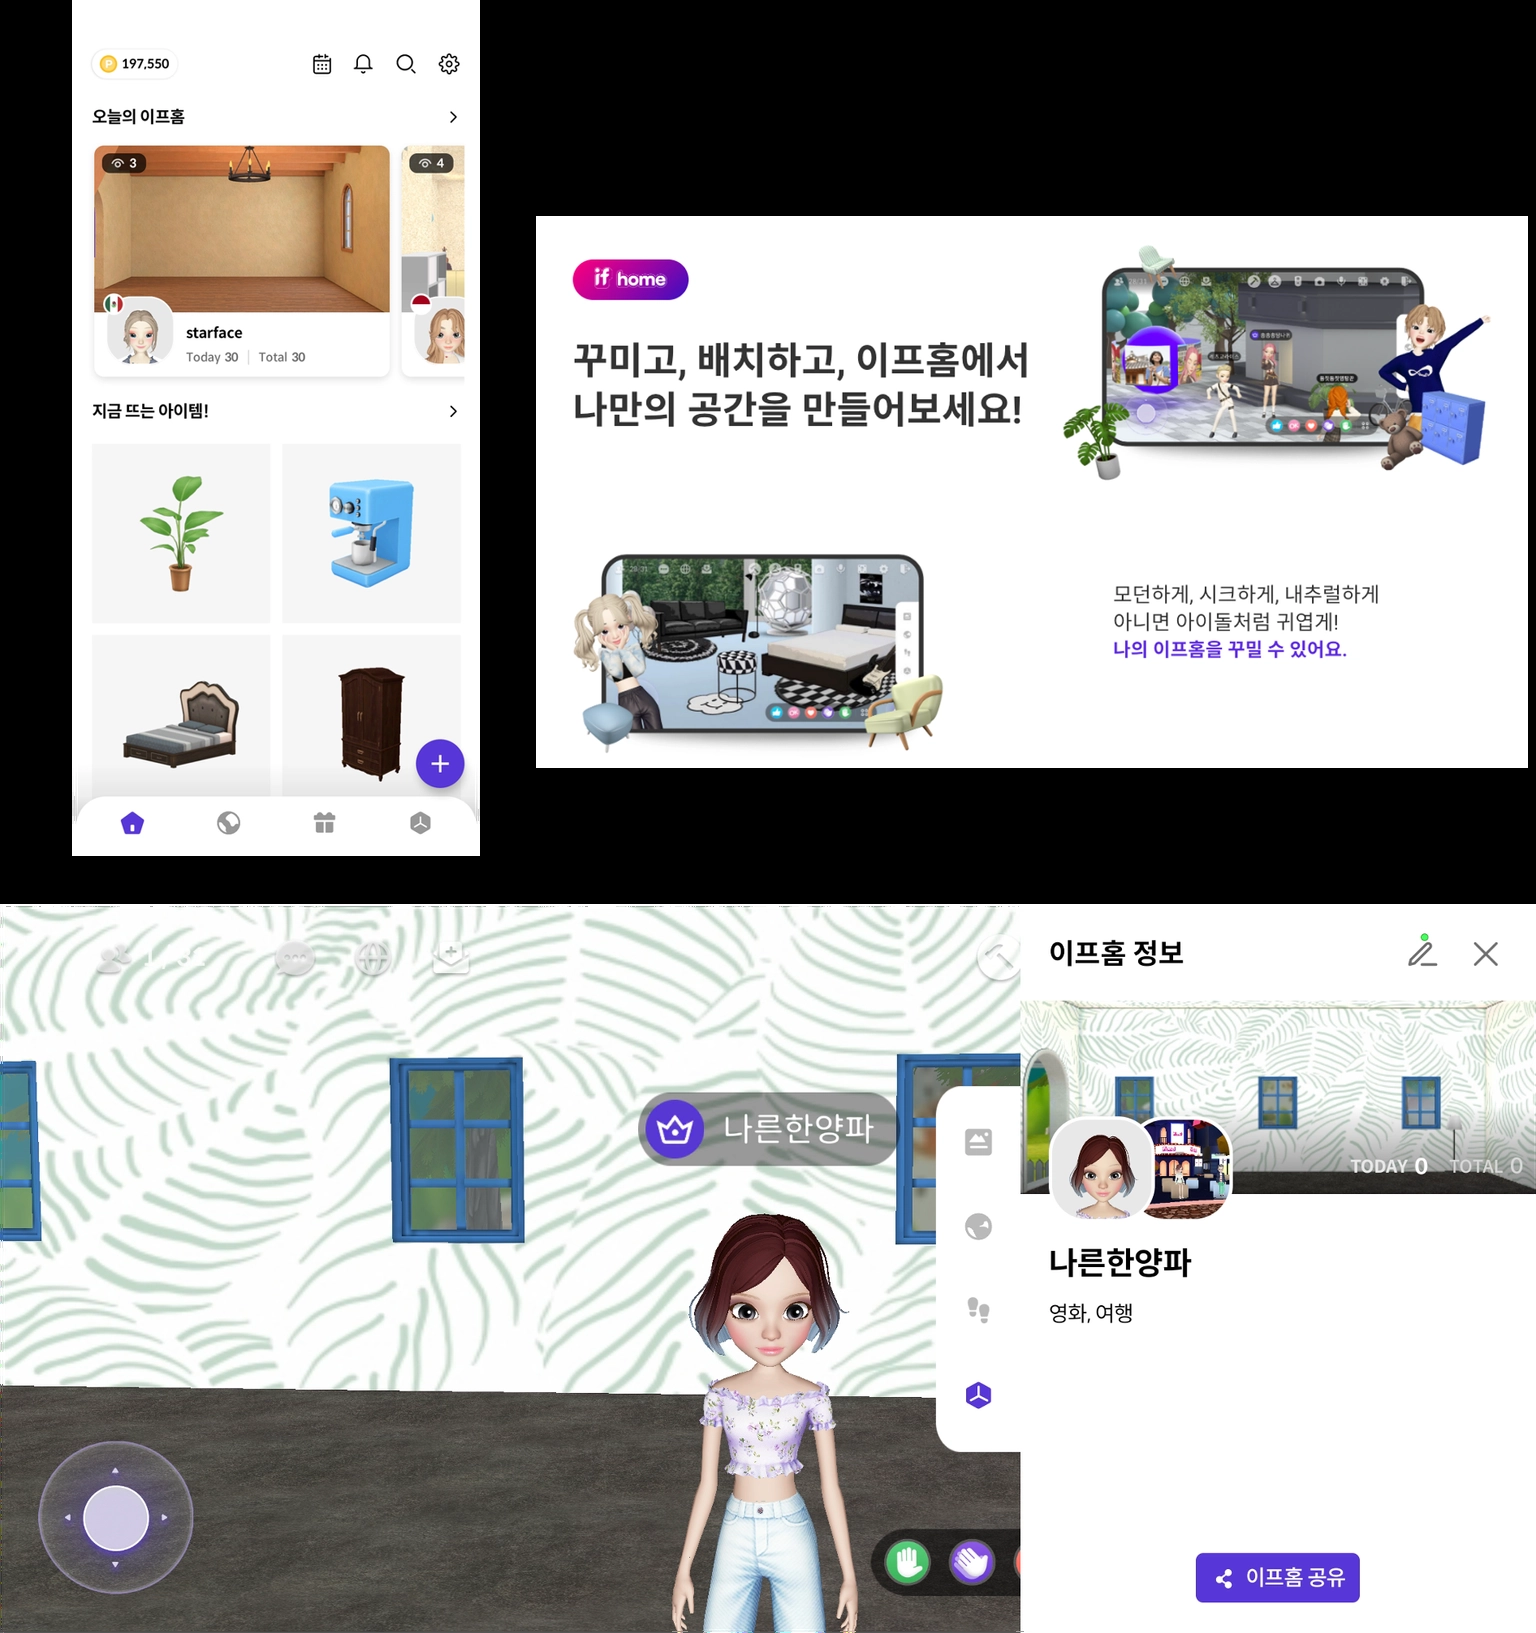 197,550
오늘의 이프홈
3
4
starface
Today 30 | Total 30
지금 뜨는 아이템!
if home
꾸미고, 배치하고, 이프홈에서
나만의 공간을 만들어보세요!
모던하게, 시크하게, 내추럴하게
아니면 아이돌처럼 귀엽게!
나의 이프홈을 꾸밀 수 있어요.
나른한양파
이프홈 정보
TODAY 0 TOTAL 0
나른한양파
영화, 여행
이프홈 공유